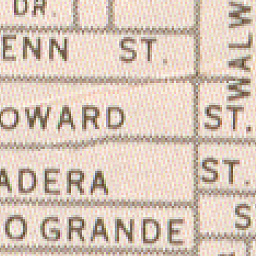 DR.
ENN ST.
WALW
OWARD ST.
ADERA ST.
O GRANDE S